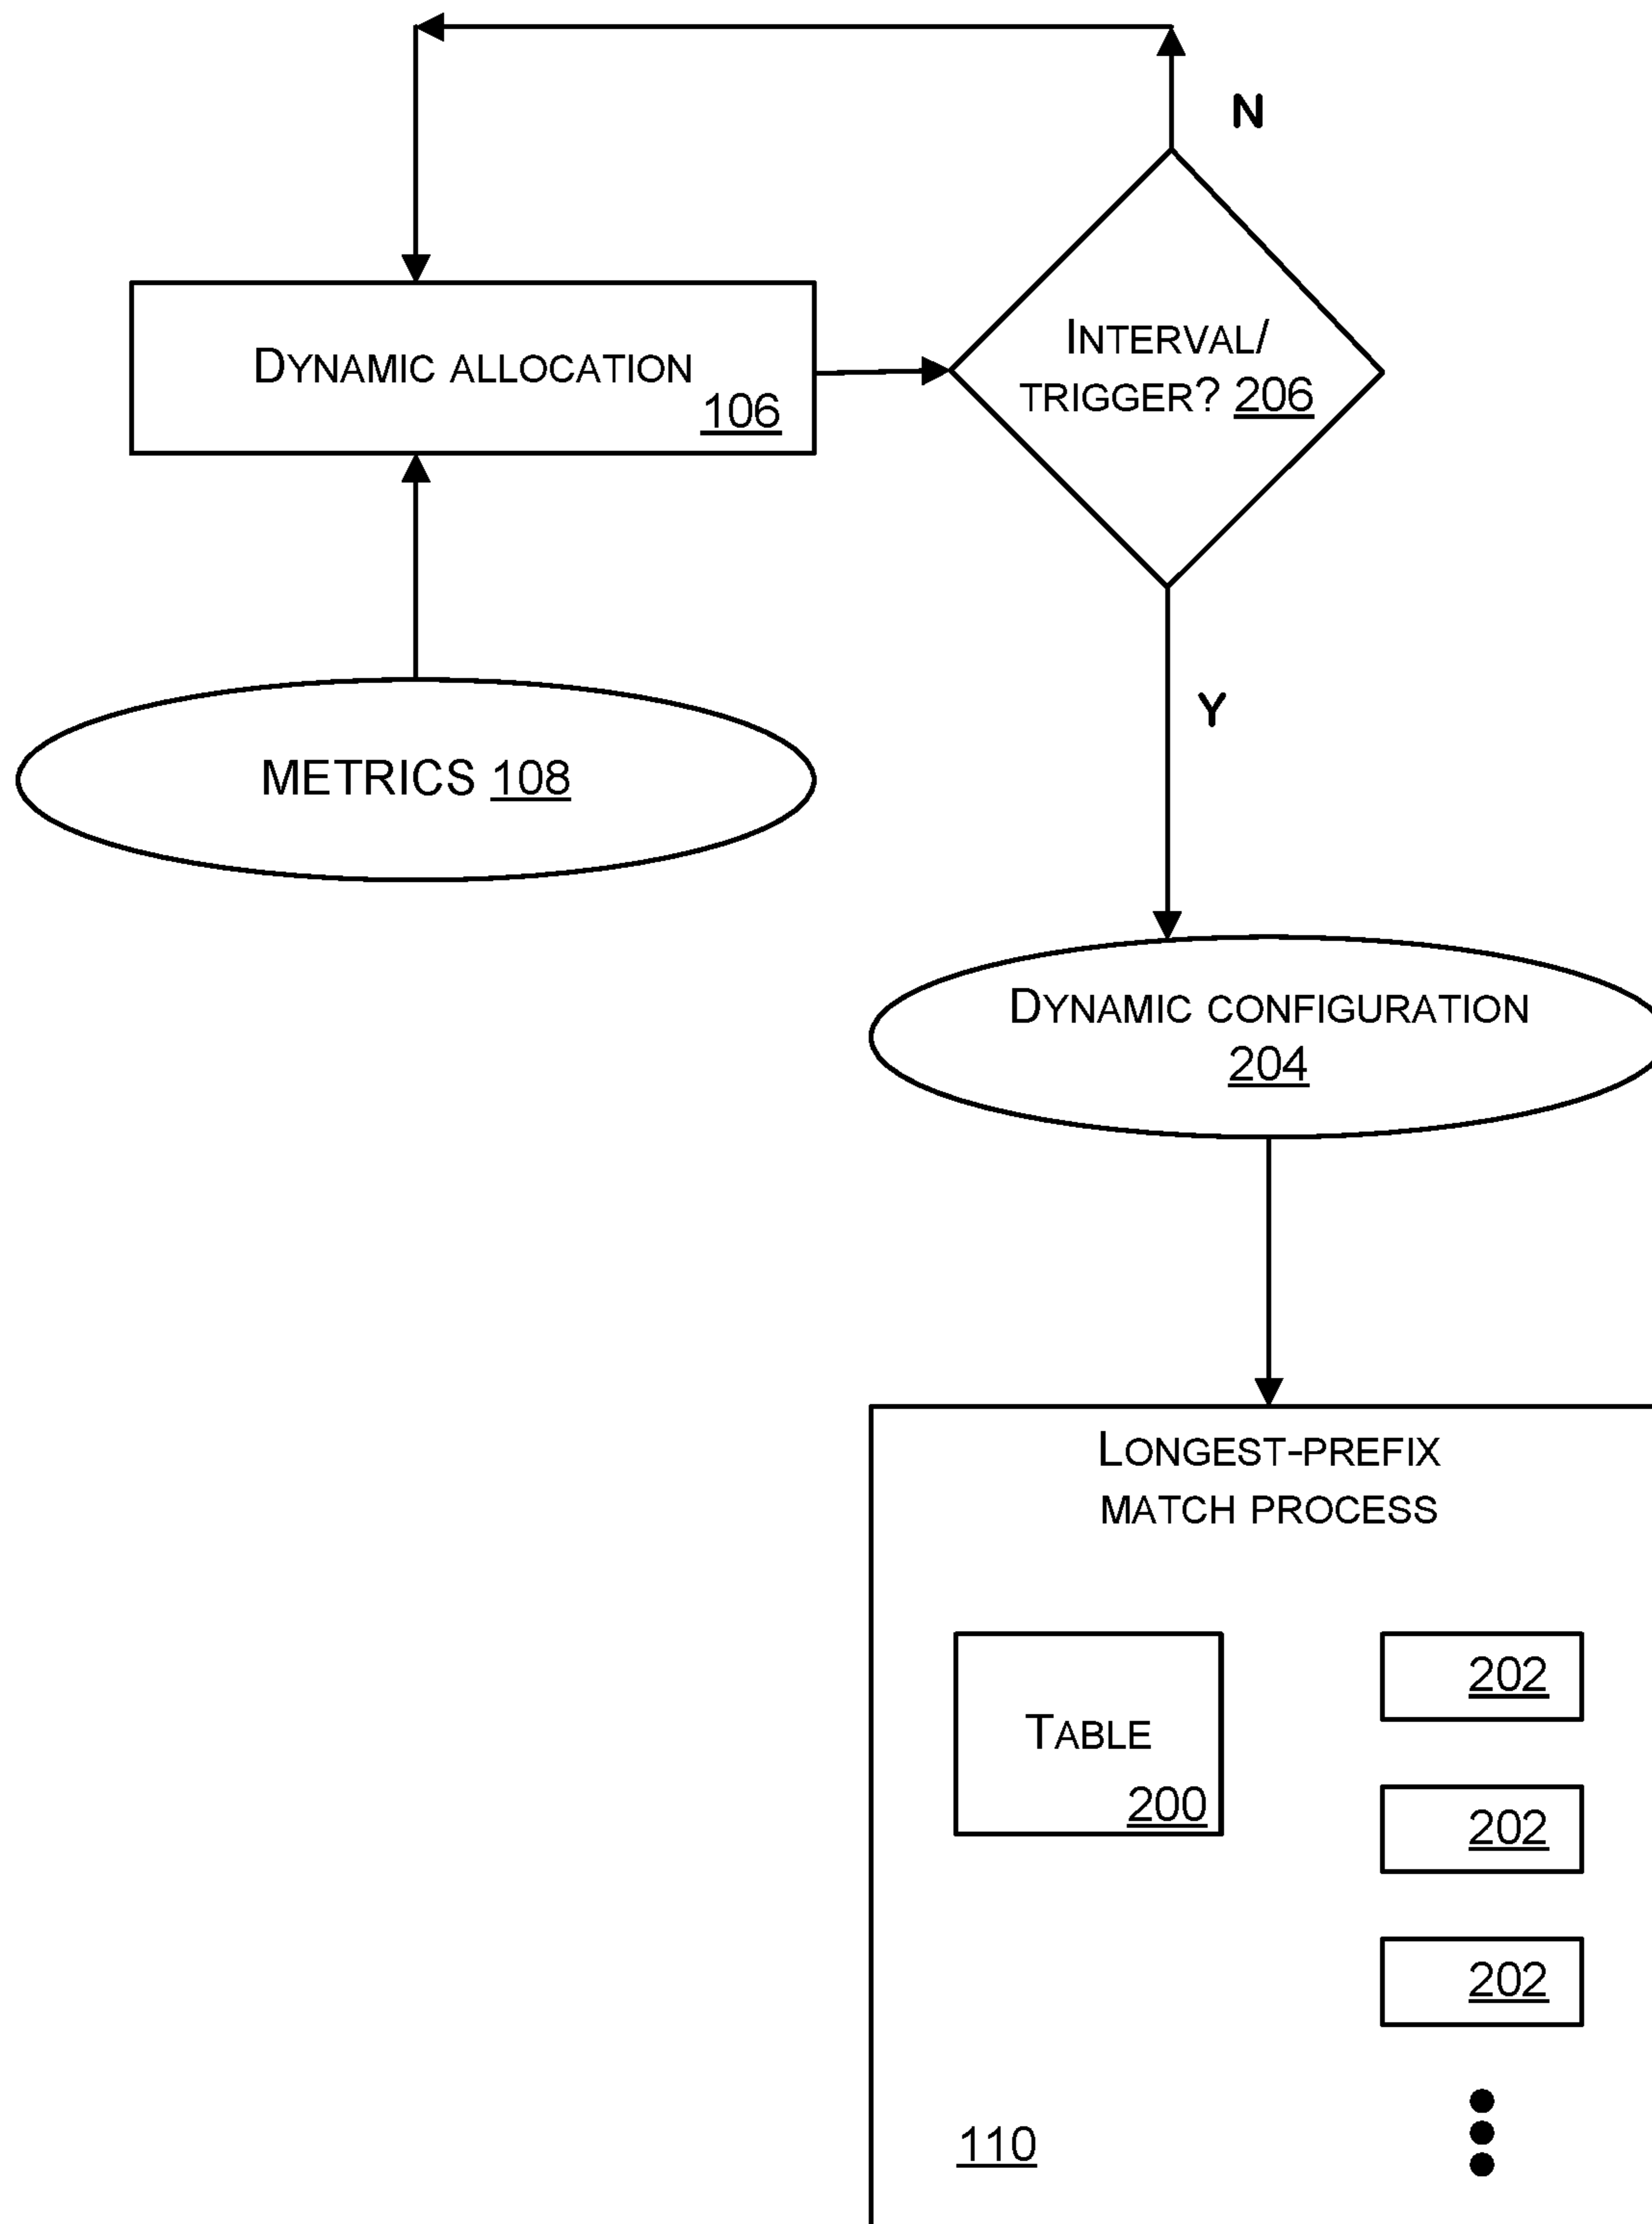 N
INTERVAL/
TRIGGER? 206
DYNAMIC ALLOCATION
106
METRICS 108
Y
DYNAMIC CONFIGURATION
204
LONGEST-PREFIX
MATCH PROCESS
202
TABLE
200
202
202
110